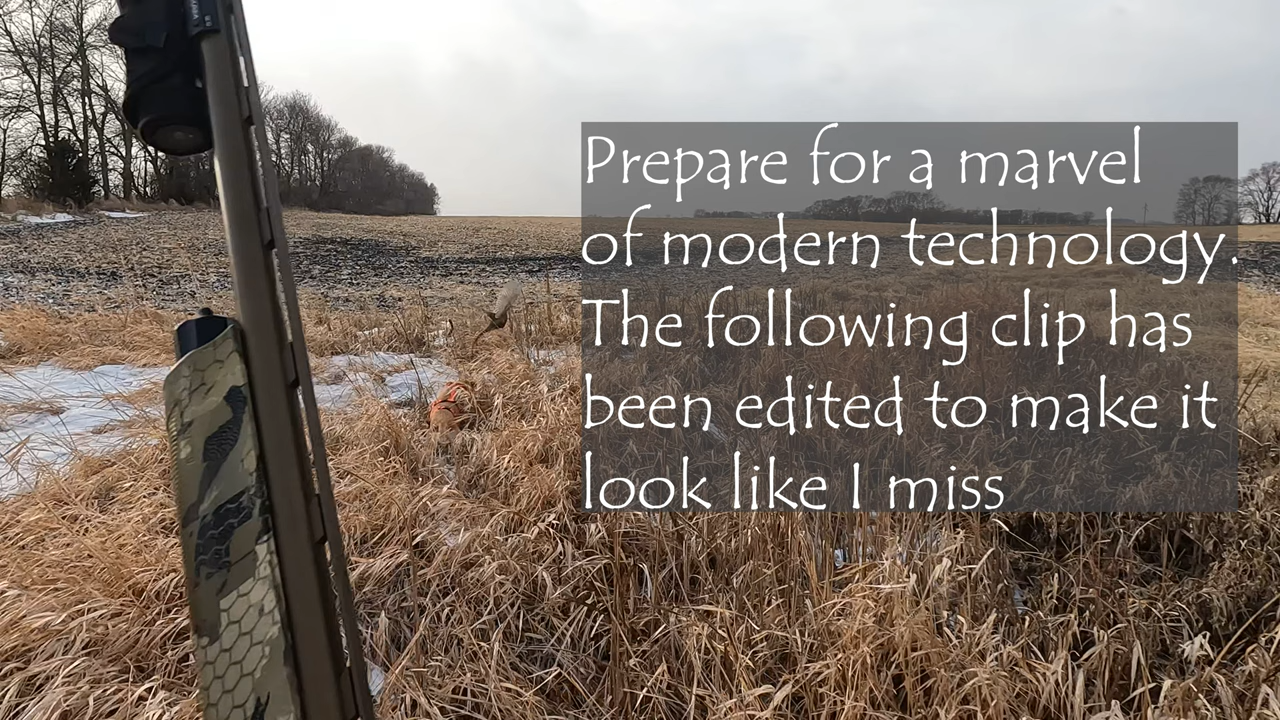 Prepare for a marvel
of modern technology.
The following clip has
been edited to make it
look like I miss